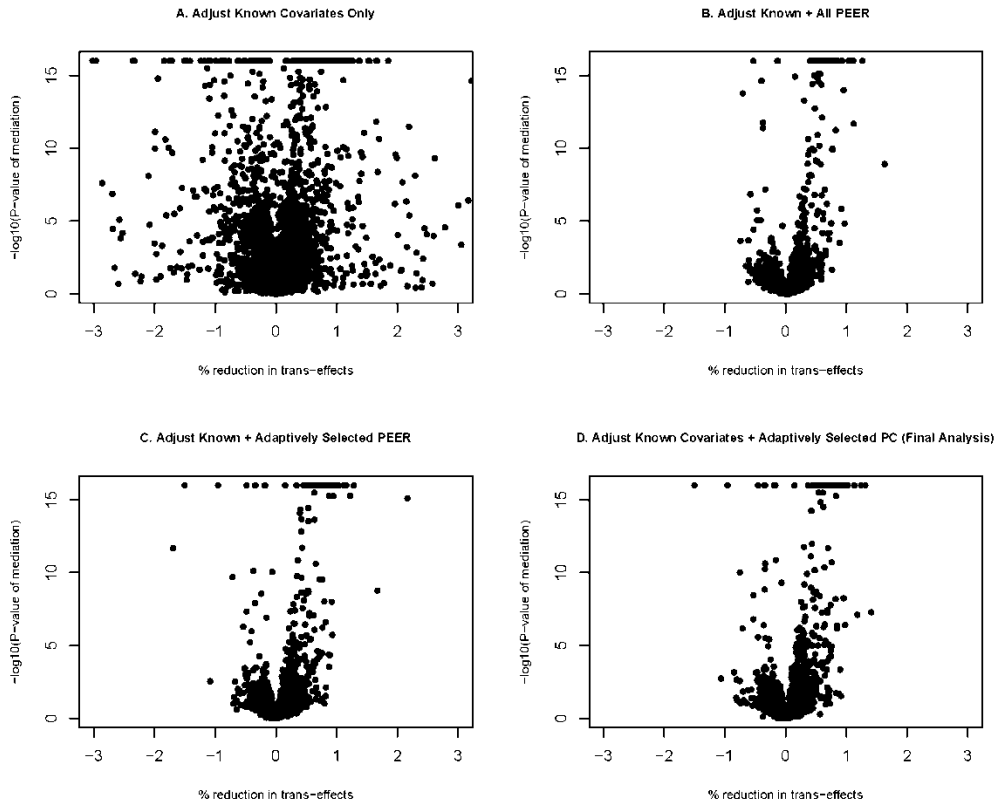 A. Adjust Known Covariates Only
−log10(P−value of mediation)
15
10
5
0
−3 −2 −1 0 1 2 3
% reduction in trans−effects
B. Adjust Known + All PEER
−log10(P−value of mediation)
15
10
5
0
−3 −2 −1 0 1 2 3
% reduction in trans−effects
C. Adjust Known + Adaptively Selected PEER
−log10(P−value of mediation)
15
10
5
0
−3 −2 −1 0 1 2 3
% reduction in trans−effects
D. Adjust Known Covariates + Adaptively Selected PC (Final Analysis)
−log10(P−value of mediation)
15
10
5
0
−3 −2 −1 0 1 2 3
% reduction in trans−effects